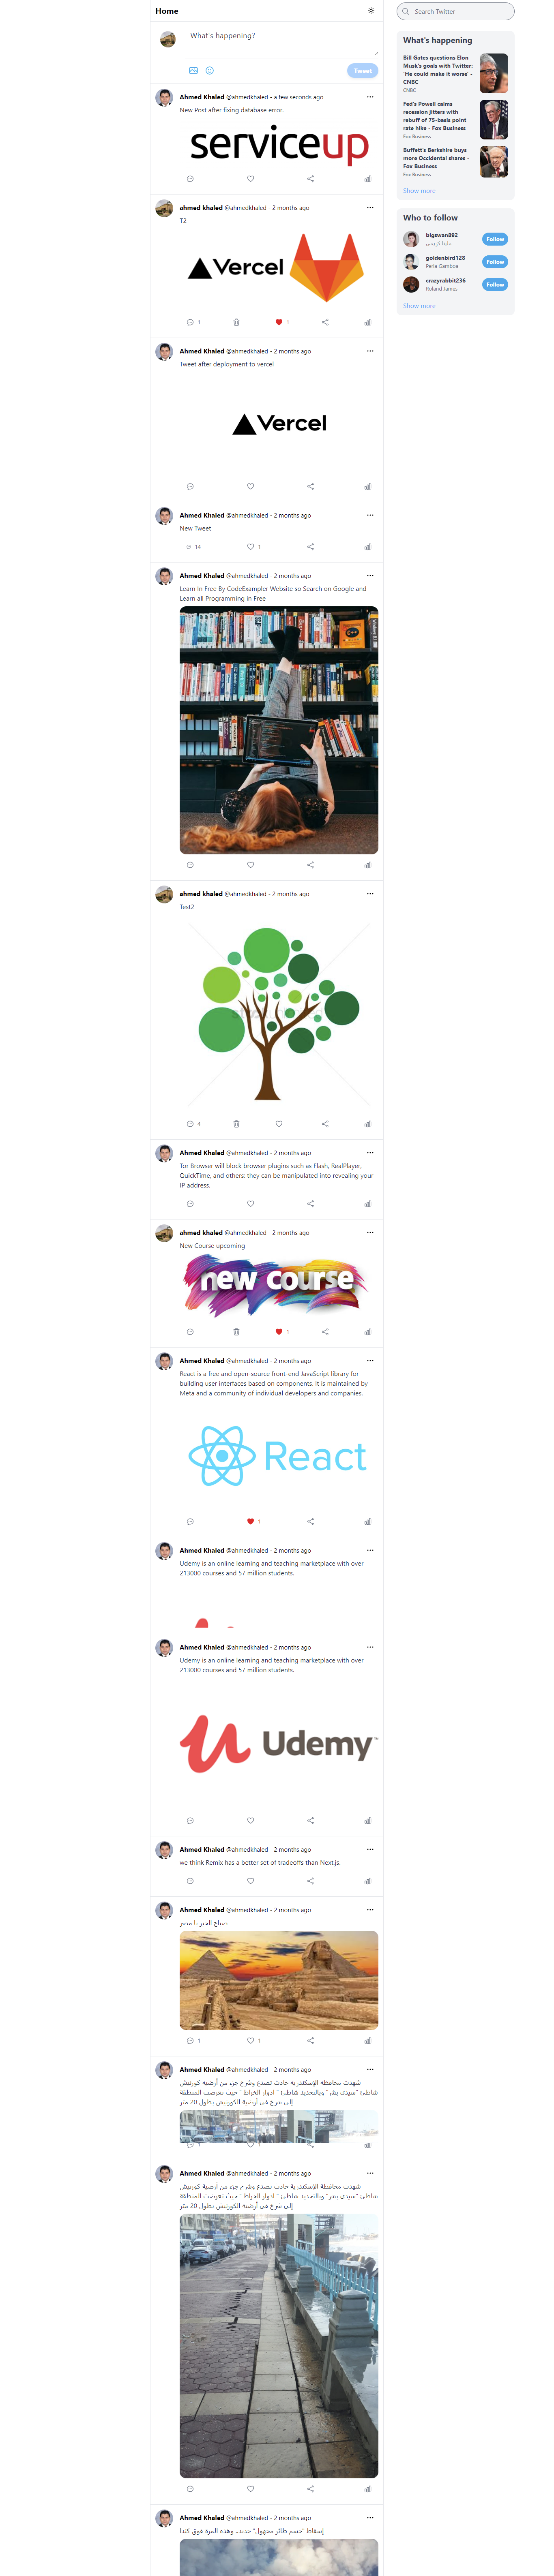 Home
What's happening?
Tweet
Ahmed Khaled @ahmedkhaled - a few seconds ago
New Post after fixing database error.
serviceup
ahmed khaled @ahmedkhaled - 2 months ago
T2
Vercel
1
1
Ahmed Khaled @ahmedkhaled - 2 months ago
Tweet after deployment to vercel
Vercel
Ahmed Khaled @ahmedkhaled - 2 months ago
New Tweet
14
1
Ahmed Khaled @ahmedkhaled - 2 months ago
Learn In Free By CodeExampler Website so Search on Google and
Learn all Programming in Free
ahmed khaled @ahmedkhaled - 2 months ago
Test2
4
Ahmed Khaled @ahmedkhaled - 2 months ago
Tor Browser will block browser plugins such as Flash, RealPlayer,
QuickTime, and others: they can be manipulated into revealing your
IP address.
ahmed khaled @ahmedkhaled - 2 months ago
New Course upcoming
new course
1
Ahmed Khaled @ahmedkhaled - 2 months ago
React is a free and open-source front-end JavaScript library for
building user interfaces based on components. It is maintained by
Meta and a community of individual developers and companies.
React
1
Ahmed Khaled @ahmedkhaled - 2 months ago
Udemy is an online learning and teaching marketplace with over
213000 courses and 57 million students.
Ahmed Khaled @ahmedkhaled - 2 months ago
Udemy is an online learning and teaching marketplace with over
213000 courses and 57 million students.
Udemy
Ahmed Khaled @ahmedkhaled - 2 months ago
we think Remix has a better set of tradeoffs than Next.js.
Ahmed Khaled @ahmedkhaled - 2 months ago
صباح الخير يا مصر
1
1
Ahmed Khaled @ahmedkhaled - 2 months ago
شهدت محافظة الإسكندرية حادث تصدع وشرخ جزء من أرضية كورنيش
شاطئ "سيدى بشر" وبالتحديد شاطئ " ادوار الخراط " حيث تعرضت المنطقة
إلى شرخ فى أرضية الكورنيش بطول 20 متر
Ahmed Khaled @ahmedkhaled - 2 months ago
شهدت محافظة الإسكندرية حادث تصدع وشرخ جزء من أرضية كورنيش
شاطئ "سيدى بشر" وبالتحديد شاطئ " ادوار الخراط " حيث تعرضت المنطقة
إلى شرخ فى أرضية الكورنيش بطول 20 متر
Ahmed Khaled @ahmedkhaled - 2 months ago
إسقاط "جسم طائر مجهول" جديد.. وهذه المرة فوق كندا
Search Twitter
What's happening
Bill Gates questions Elon
Musk's goals with Twitter:
'He could make it worse' -
CNBC
CNBC
Fed's Powell calms
recession jitters with
rebuff of 75-basis point
rate hike - Fox Business
Fox Business
Buffett's Berkshire buys
more Occidental shares -
Fox Business
Fox Business
Show more
Who to follow
bigswan892
ملینا کریمی
Follow
goldenbird128
Perla Gamboa
Follow
crazyrabbit236
Roland James
Follow
Show more